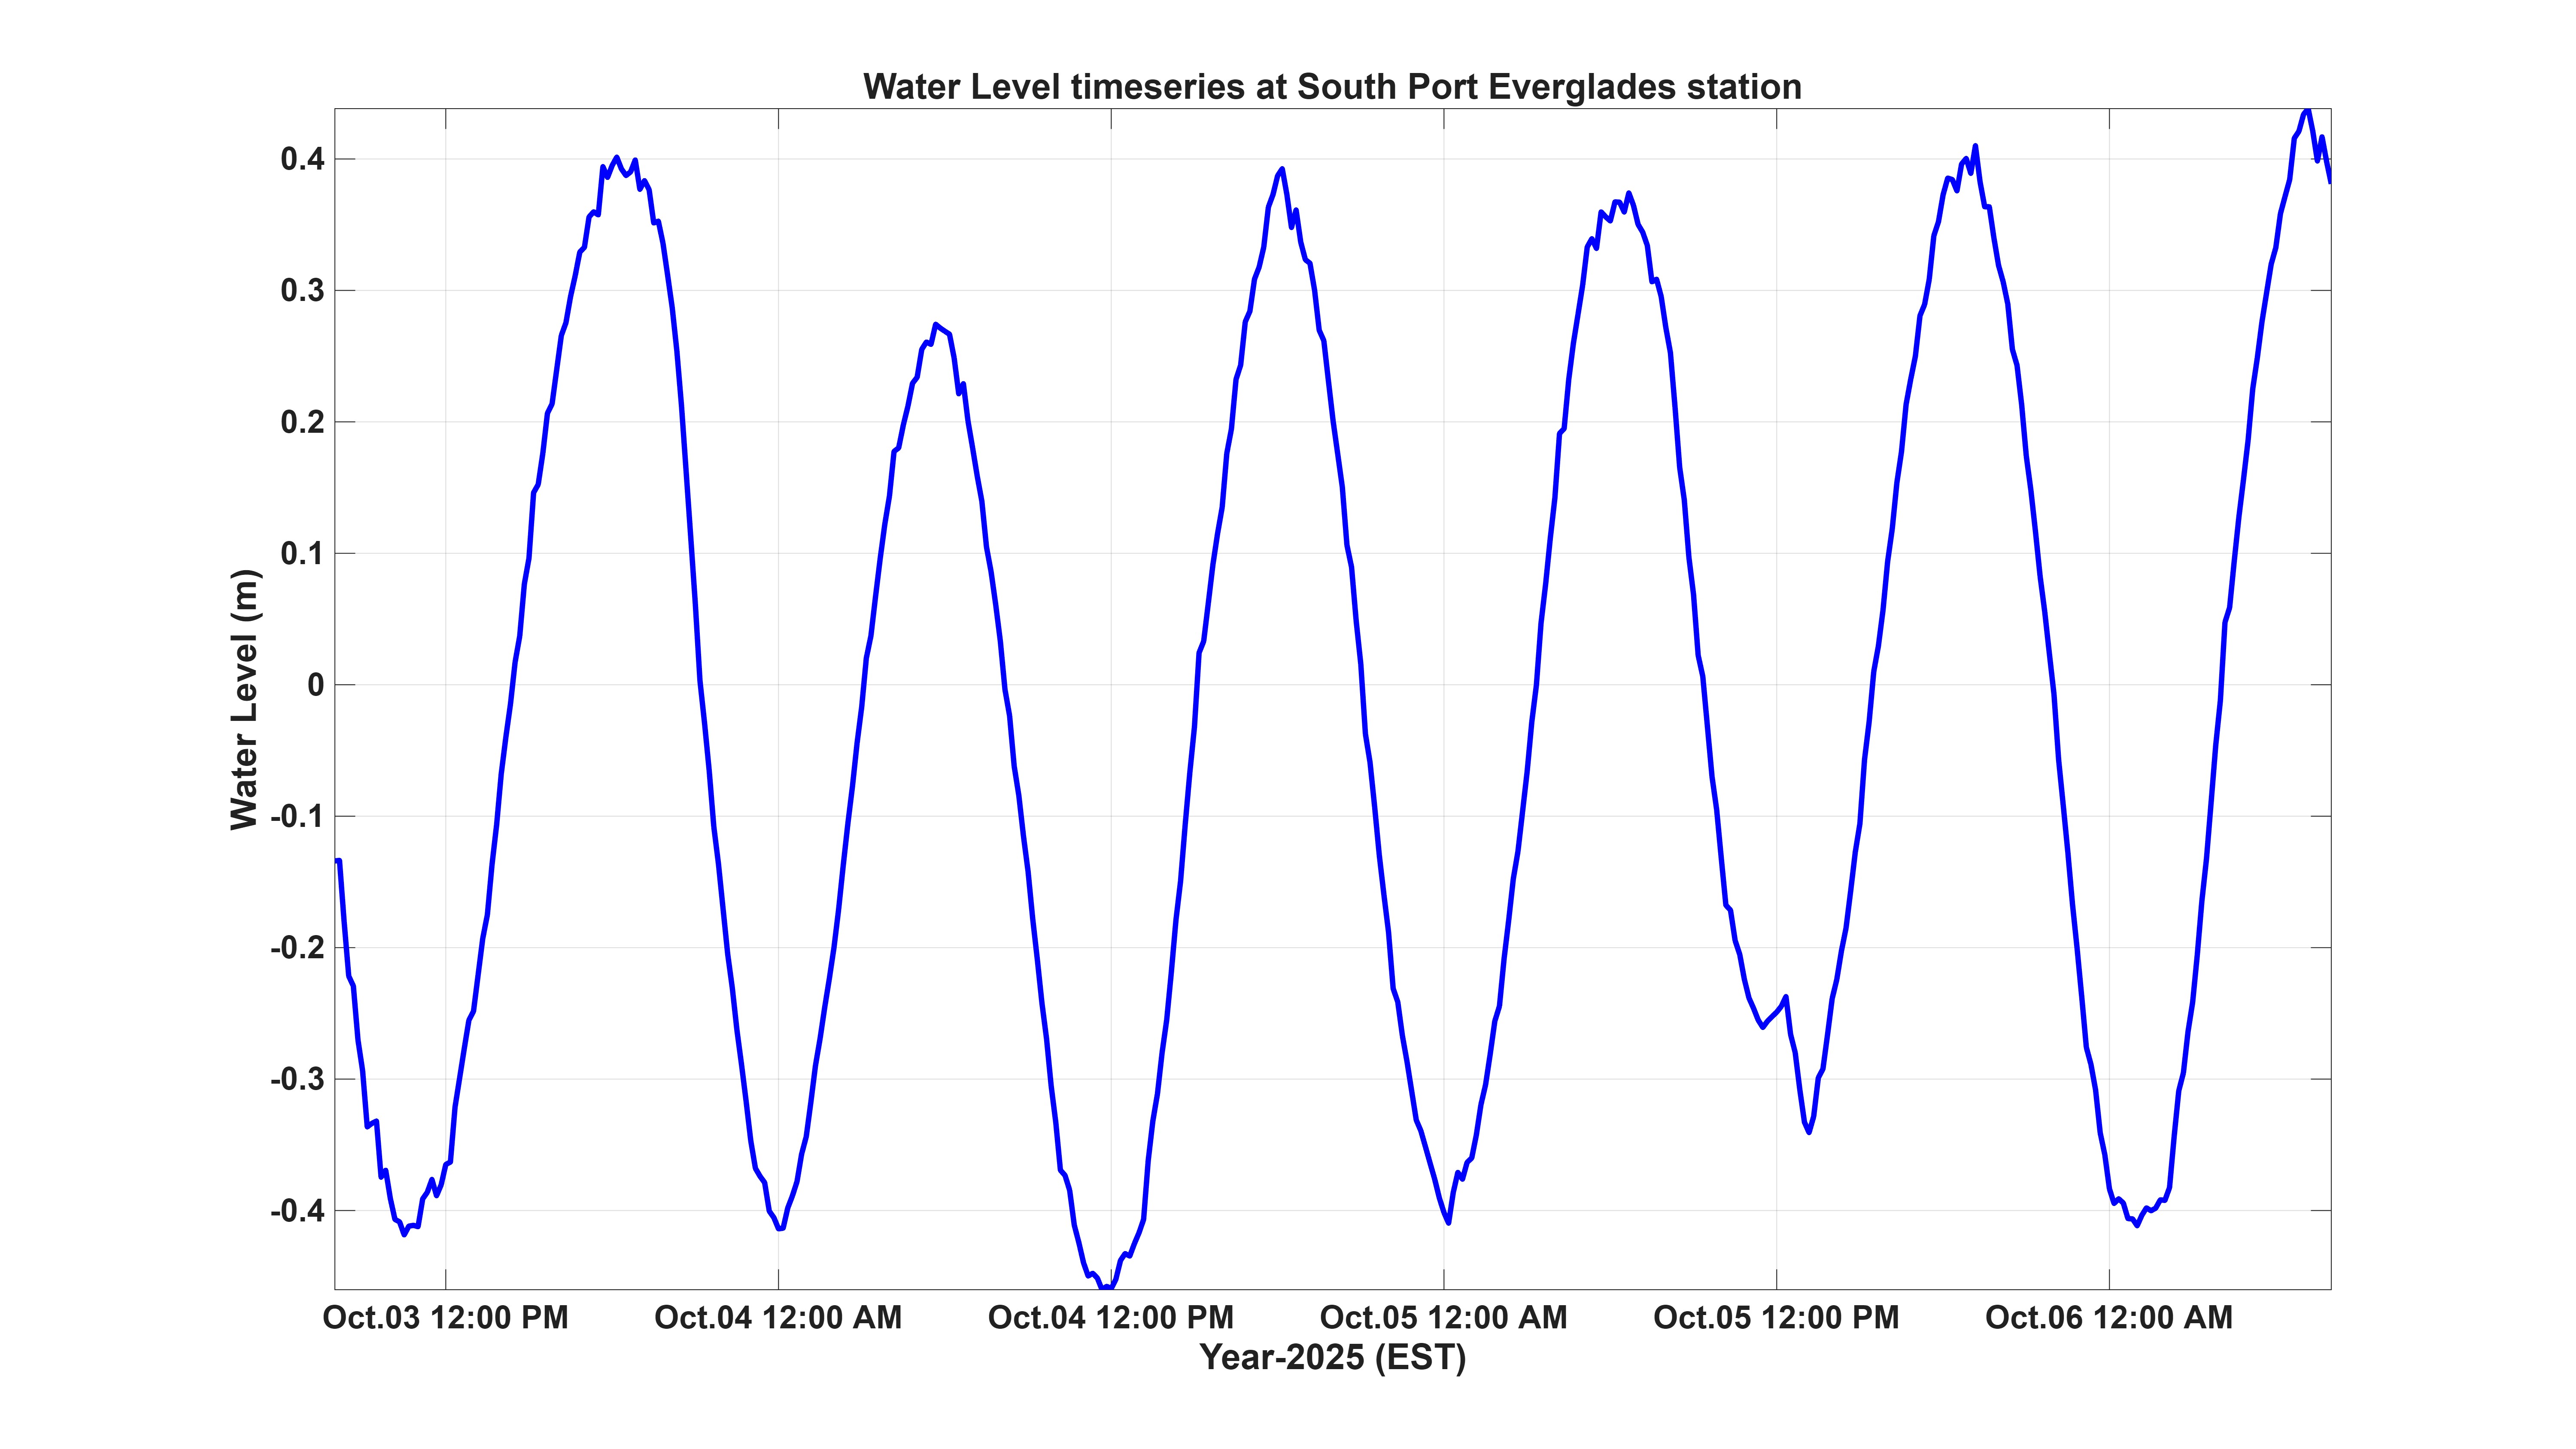 Water Level timeseries at South Port Everglades station
0.4
0.3
0.2
0.1
0
-0.1
-0.2
-0.3
-0.4
Water Level (m)
Oct.03 12:00 PM Oct.04 12:00 AM Oct.04 12:00 PM Oct.05 12:00 AM Oct.05 12:00 PM Oct.06 12:00 AM
Year-2025 (EST)